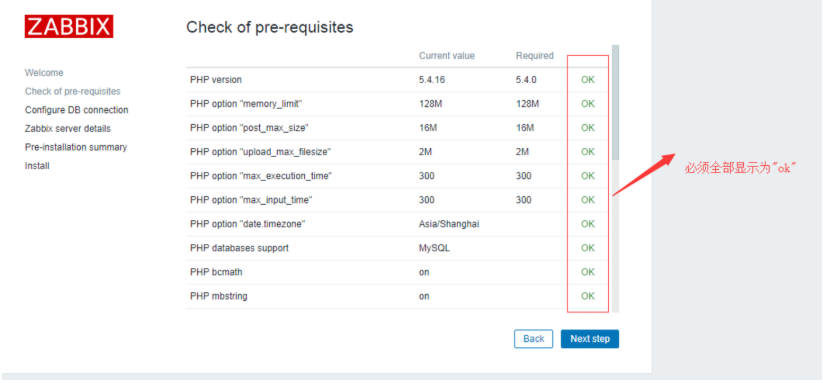 ZABBIX
Check of pre-requisites
Welcome
Check of pre-requisites
Configure DB connection
Zabbix server details
Pre-installation summary
Install
Current value Required
PHP version 5.4.16 5.4.0 OK
PHP option "memory_limit" 128M 128M OK
PHP option "post_max_size" 16M 16M OK
PHP option "upload_max_filesize" 2M 2M OK
PHP option "max_execution_time" 300 300 OK
PHP option "max_input_time" 300 300 OK
PHP option "date.timezone" Asia/Shanghai OK
PHP databases support MySQL OK
PHP bcmath on OK
PHP mbstring on OK
必须全部显示为"ok"
Back Next step